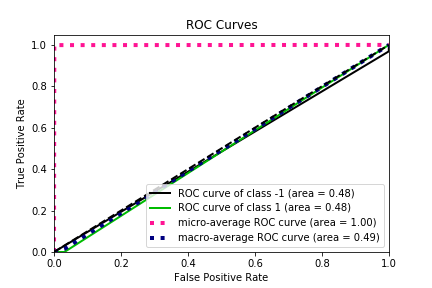 ROC Curves
True Positive Rate
1.0
0.8
0.6
0.4
0.2
0.0
ROC curve of class -1 (area = 0.48)
ROC curve of class 1 (area = 0.48)
micro-average ROC curve (area = 1.00)
macro-average ROC curve (area = 0.49)
0.0 0.2 0.4 0.6 0.8 1.0
False Positive Rate